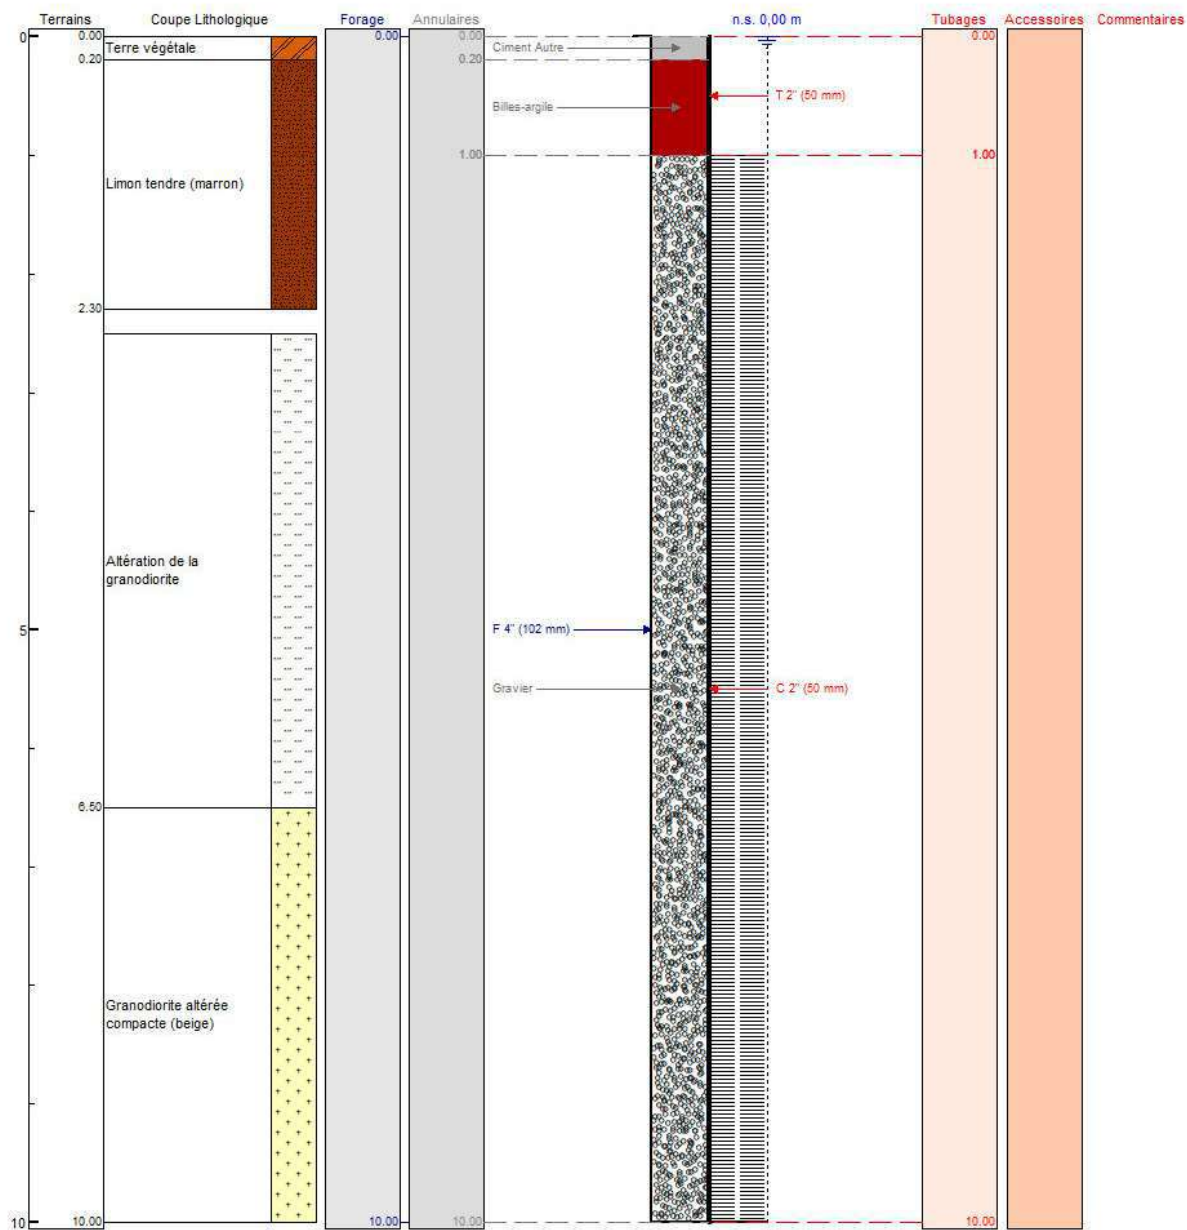 Terrains Coupe Lithologique Forage Annulaires n.s. 0,00 m Tubages Accessoires Commentaires
0 0.00 0.00 0.00 0.00
Terre végétale Ciment Autre
0.20 0.20
T 2" (50 mm)
Billes-argile
1.00 1.00
Limon tendre (marron)
2.30
Altération de la
granodiorite
5 F 4" (102 mm)
Gravier C 2" (50 mm)
6.50
Granodiorite altérée
compacte (beige)
10 10.00 10.00 10.00 10.00